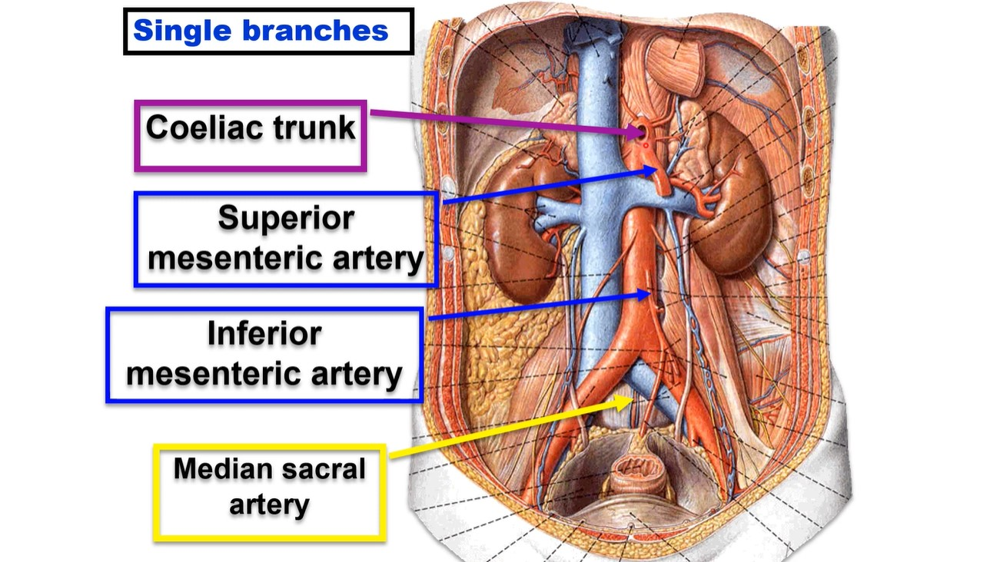 Single branches
Coeliac trunk
Superior
mesenteric artery
Inferior
mesenteric artery
Median sacral
artery